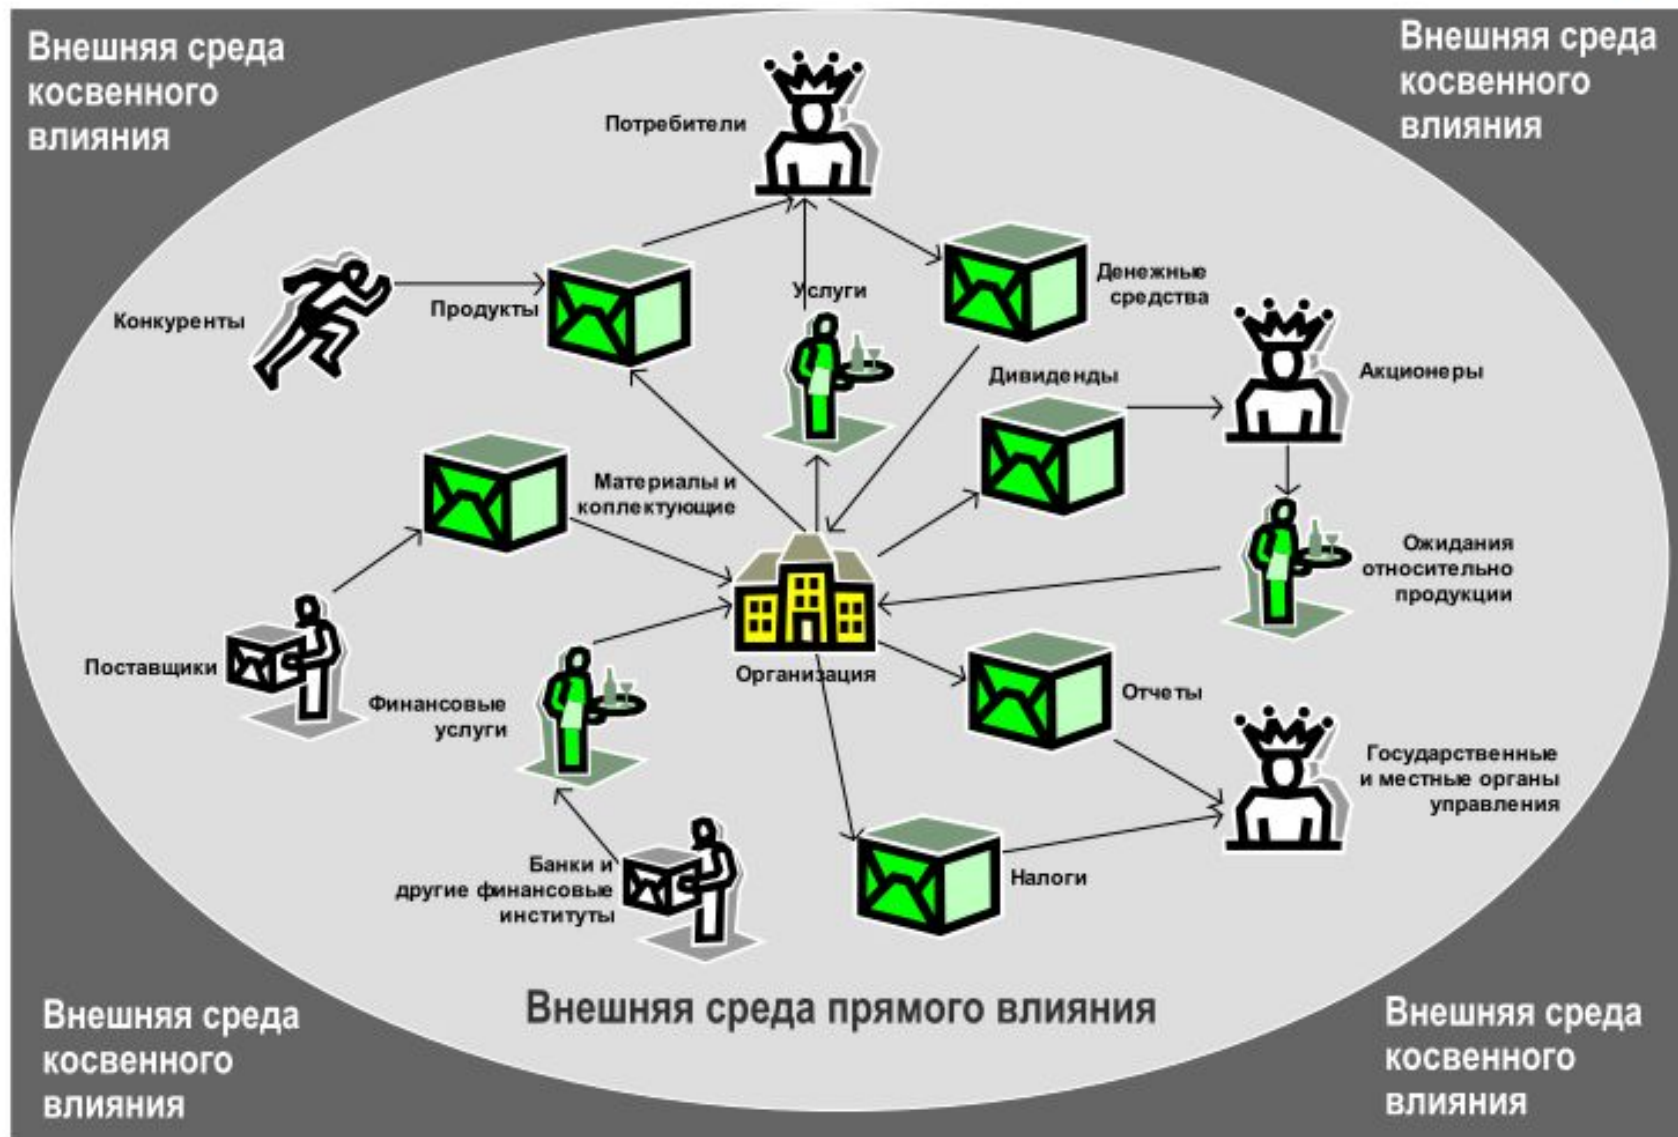 Внешняя среда
косвенного
влияния
Внешняя среда
косвенного
влияния
Потребители
Конкуренты
Продукты
Услуги
Денежные
средства
Дивиденды
Акционеры
Материалы и
коплектующие
Ожидания
относительно
продукции
Поставщики
Финансовые
услуги
Организация
Отчеты
Государственные
и местные органы
управления
Банки и
другие финансовые
институты
Налоги
Внешняя среда прямого влияния
Внешняя среда
косвенного
влияния
Внешняя среда
косвенного
влияния